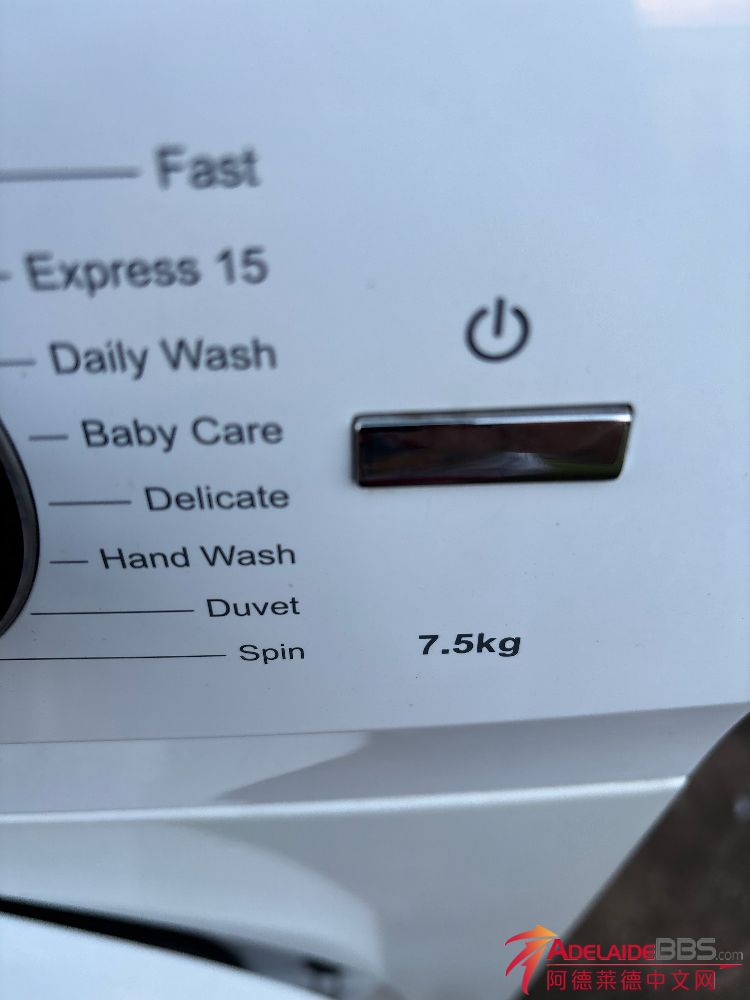 Fast
Express 15
Daily Wash
Baby Care
Delicate
Hand Wash
Duvet
Spin
7.5kg
ADELAIDEBBS.com
阿德莱德中文网